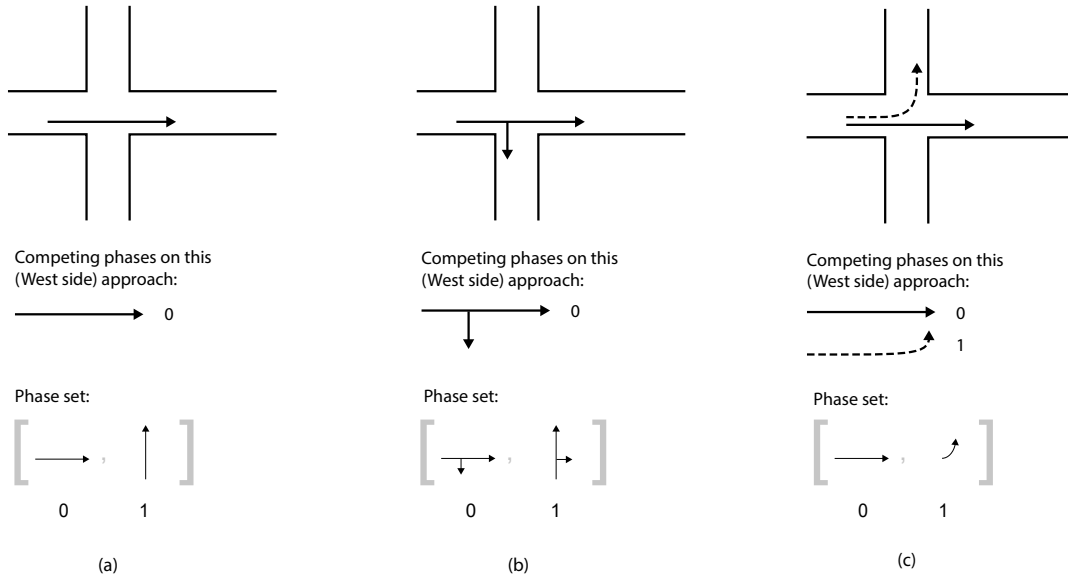 Competing phases on this
(West side) approach:
0
Phase set:
[ , ]
0 1
(a)
Competing phases on this
(West side) approach:
0
Phase set:
[ , ]
0 1
(b)
Competing phases on this
(West side) approach:
0
1
Phase set:
[ , ]
0 1
(c)